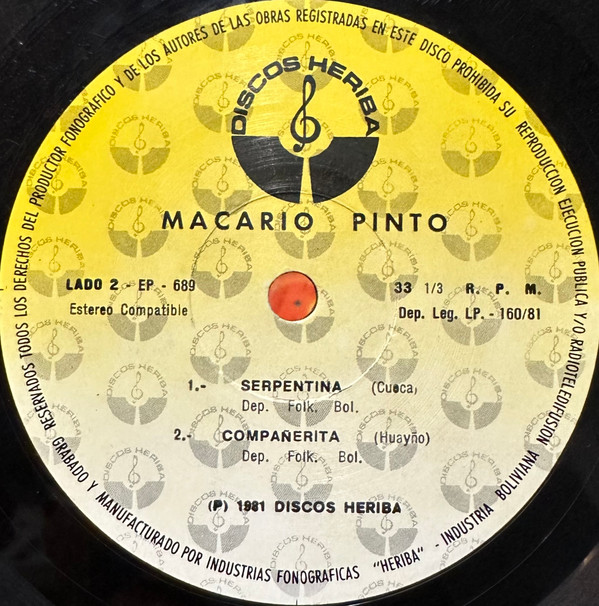 RESERVADOS TODOS LOS DERECHOS DEL PRODUCTOR FONOGRAFICO Y DE LOS AUTORES DE LAS OBRAS REGISTRADAS EN ESTE DISCO PROHIBIDA SU REPRODUCCION EJECUCION PUBLICA Y/O RADIOTELEDIFUSION
DISCOS HERIBA
MACARIO PINTO
LADO 2 - EP - 689
Estereo Compatible
33 1/3 R. P. M.
Dep. Leg. LP. - 160/81
1.- SERPENTINA (Cueca)
Dep. Folk. Bol.
2.- COMPAÑERITA (Huayño)
Dep. Folk. Bol.
(P) 1981 DISCOS HERIBA
GRABADO Y MANUFACTURADO POR INDUSTRIAS FONOGRAFICAS "HERIBA" - INDUSTRIA BOLIVIANA